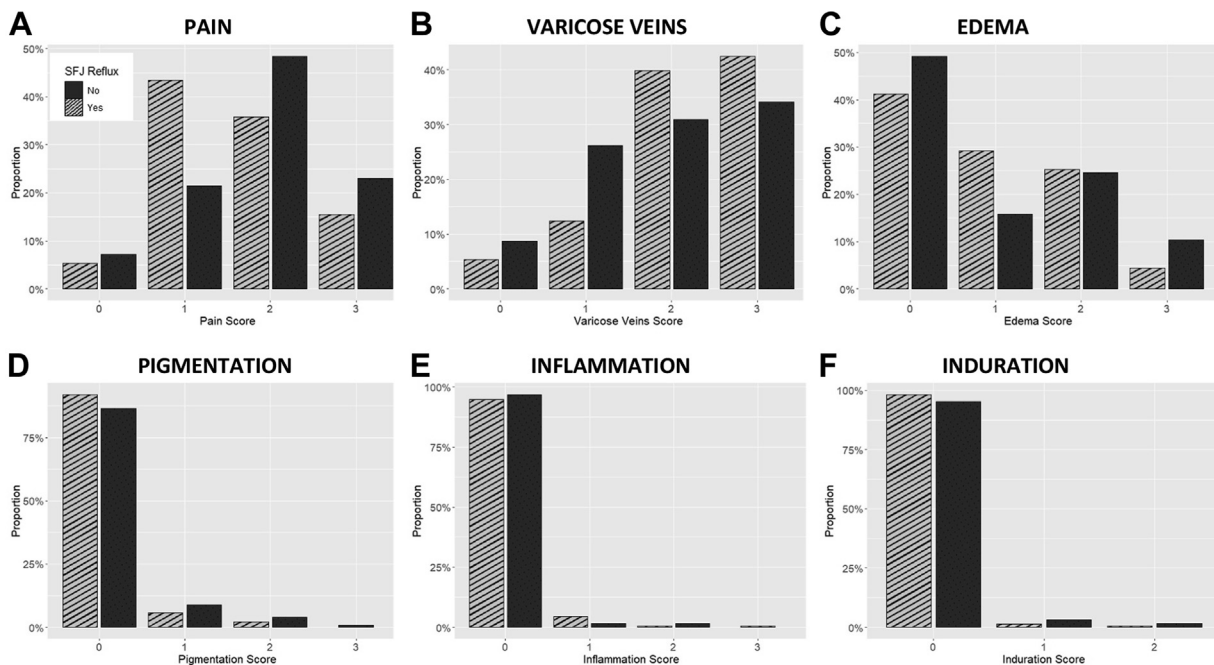 A PAIN
50%
40%
30%
20%
10%
0%
Proportion
SFJ Reflux
No
Yes
0 1 2 3
Pain Score
B VARICOSE VEINS
40%
30%
20%
10%
0%
Proportion
0 1 2 3
Varicose Veins Score
C EDEMA
50%
40%
30%
20%
10%
0%
Proportion
0 1 2 3
Edema Score
D PIGMENTATION
75%
50%
25%
0%
Proportion
0 1 2 3
Pigmentation Score
E INFLAMMATION
100%
75%
50%
25%
0%
Proportion
0 1 2 3
Inflammation Score
F INDURATION
100%
75%
50%
25%
0%
Proportion
0 1 2
Induration Score